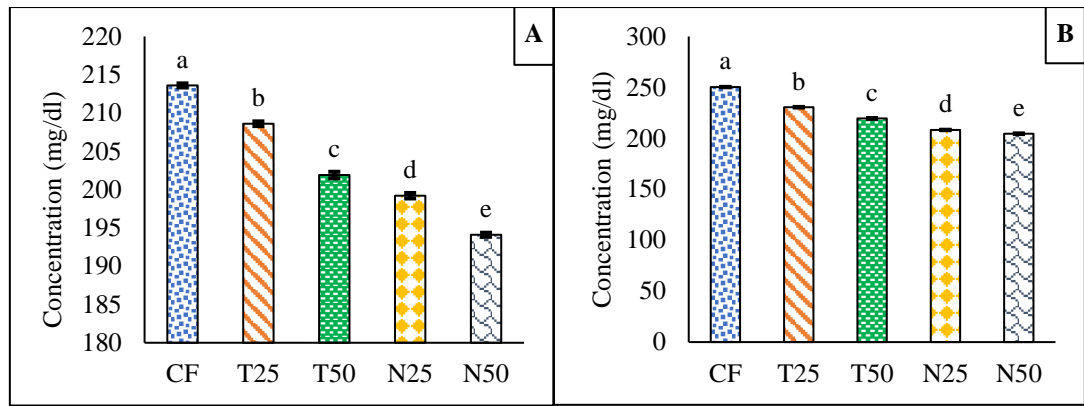 A
Concentration (mg/dl)
220
215
210
205
200
195
190
185
180
a
b
c
d
e
CF T25 T50 N25 N50
B
Concentration (mg/dl)
300
250
200
150
100
50
0
a
b
c
d
e
CF T25 T50 N25 N50